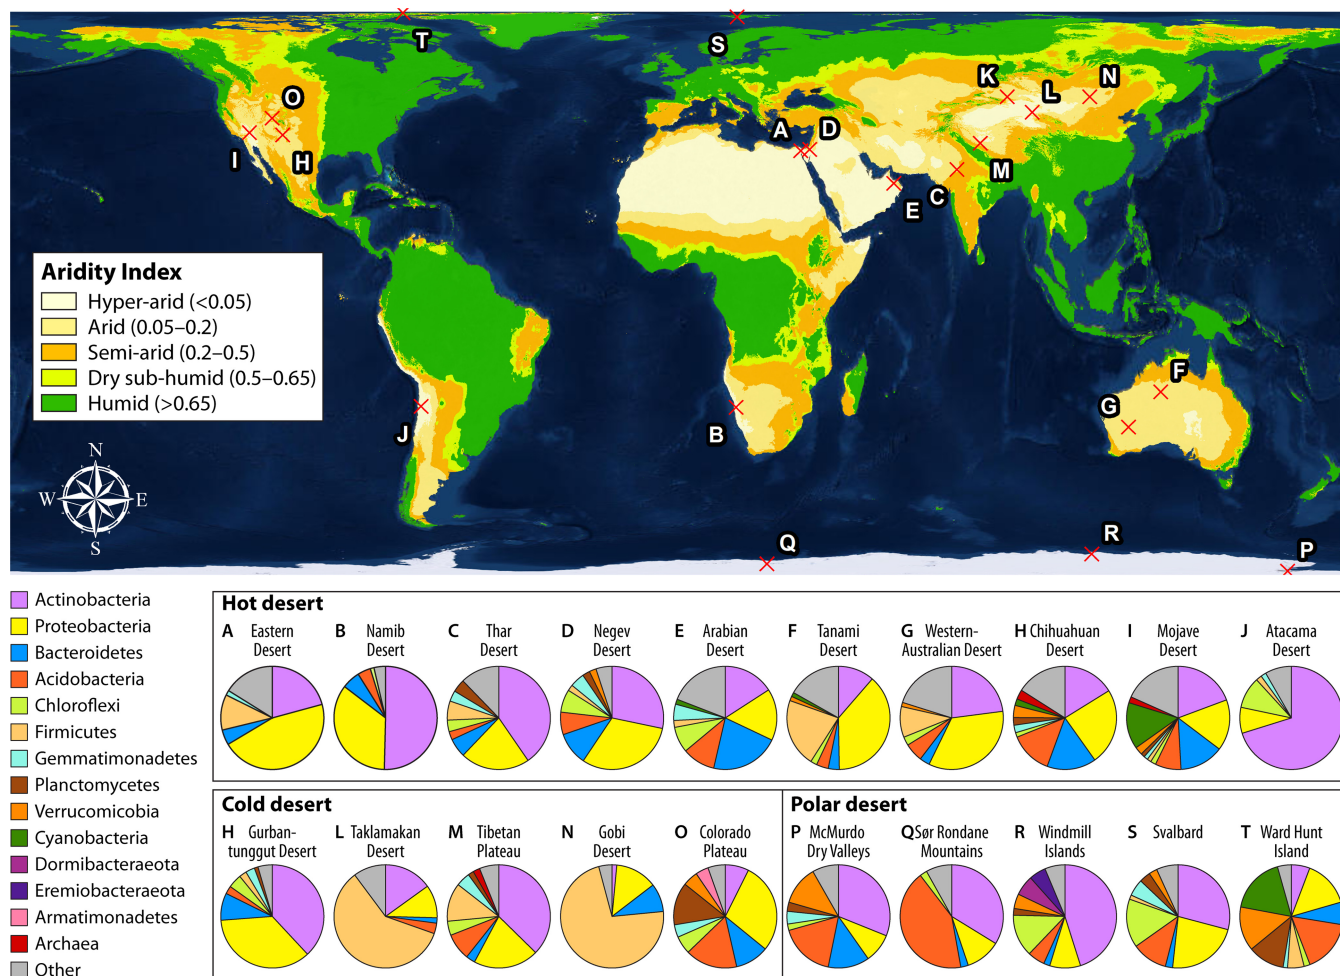 T
S
K
N
L
O
A
D
I
H
M
C
E
Aridity Index
Hyper-arid (<0.05)
Arid (0.05–0.2)
Semi-arid (0.2–0.5)
Dry sub-humid (0.5–0.65)
Humid (>0.65)
F
G
J
B
N
W E
S
Q
R
P
Actinobacteria
Proteobacteria
Bacteroidetes
Acidobacteria
Chloroflexi
Firmicutes
Gemmatimonadetes
Planctomycetes
Verrucomicobia
Cyanobacteria
Dormibacteraeota
Eremiobacteraeota
Armatimonadetes
Archaea
Other
Hot desert
A Eastern
Desert
B Namib
Desert
C Thar
Desert
D Negev
Desert
E Arabian
Desert
F Tanami
Desert
G Western-
Australian Desert
H Chihuahuan
Desert
I Mojave
Desert
J Atacama
Desert
Cold desert
H Gurban-
tunggut Desert
L Taklamakan
Desert
M Tibetan
Plateau
N Gobi
Desert
O Colorado
Plateau
Polar desert
P McMurdo
Dry Valleys
Q Sør Rondane
Mountains
R Windmill
Islands
S Svalbard
T Ward Hunt
Island